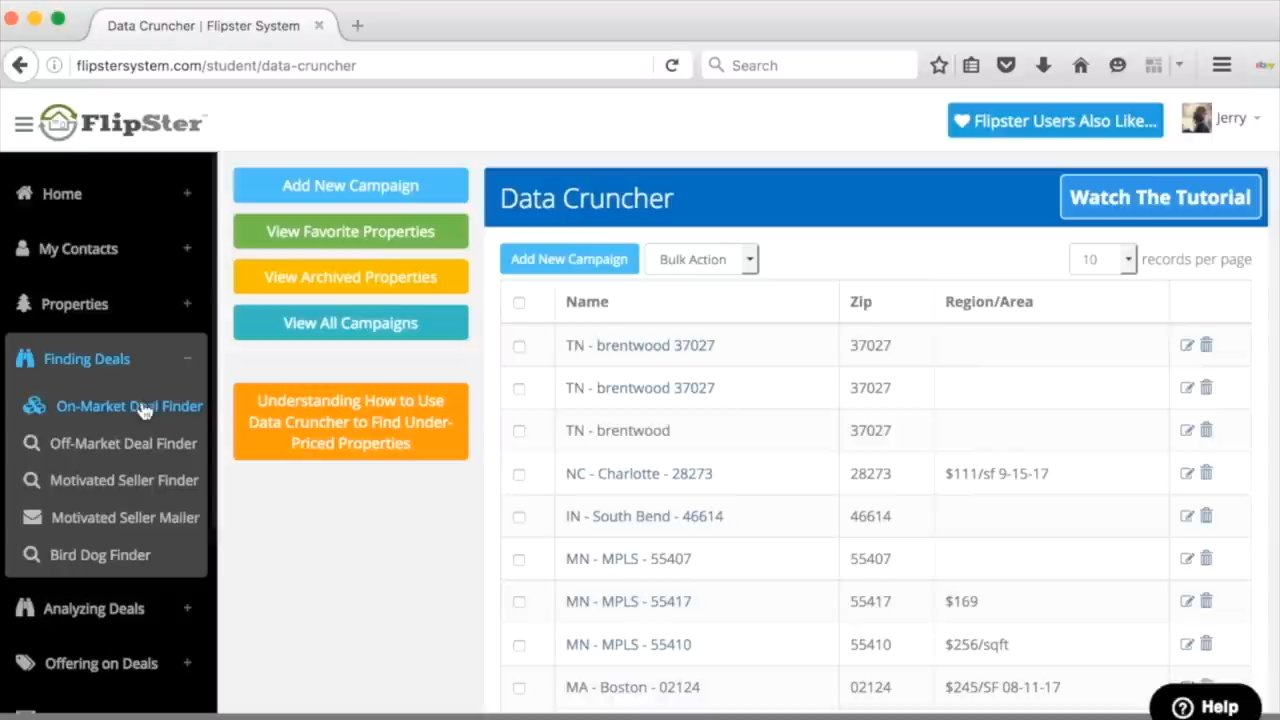 Data Cruncher | Flipster System
flipstersystem.com/student/data-cruncher
Search
ebay
FlipSter
Flipster Users Also Like...
Jerry
Home
My Contacts
Properties
Finding Deals
On-Market Deal Finder
Off-Market Deal Finder
Motivated Seller Finder
Motivated Seller Mailer
Bird Dog Finder
Analyzing Deals
Offering on Deals
Add New Campaign
View Favorite Properties
View Archived Properties
View All Campaigns
Understanding How to Use
Data Cruncher to Find Under-
Priced Properties
Data Cruncher
Watch The Tutorial
Add New Campaign
Bulk Action
10 records per page
Name Zip Region/Area
TN - brentwood 37027 37027
TN - brentwood 37027 37027
TN - brentwood 37027
NC - Charlotte - 28273 28273 $111/sf 9-15-17
IN - South Bend - 46614 46614
MN - MPLS - 55407 55407
MN - MPLS - 55417 55417 $169
MN - MPLS - 55410 55410 $256/sqft
MA - Boston - 02124 02124 $245/SF 08-11-17
Help